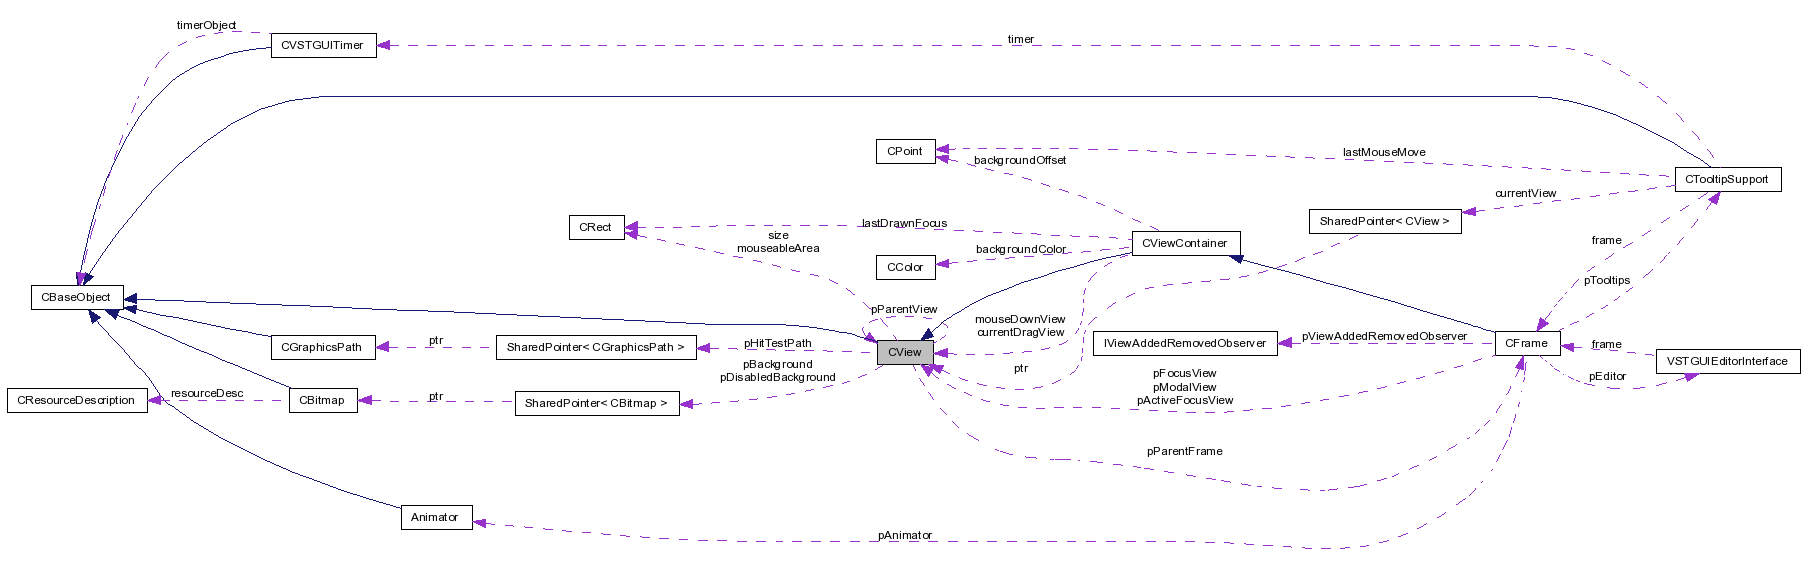 timerObject
CVSTGUITimer
timer
CPoint
backgroundOffset
lastMouseMove
CTooltipSupport
currentView
SharedPointer< CView >
CRect
lastDrawnFocus
size
mouseableArea
CViewContainer
backgroundColor
CColor
frame
pTooltips
CBaseObject
pParentView
mouseDownView
currentDragView
CGraphicsPath
ptr
SharedPointer< CGraphicsPath >
pHitTestPath
CView
IViewAddedRemovedObserver
pViewAddedRemovedObserver
CFrame
frame
VSTGUIEditorInterface
pEditor
ptr
pBackground
pDisabledBackground
pFocusView
pModalView
pActiveFocusView
CResourceDescription
resourceDesc
CBitmap
ptr
SharedPointer< CBitmap >
pParentFrame
Animator
pAnimator